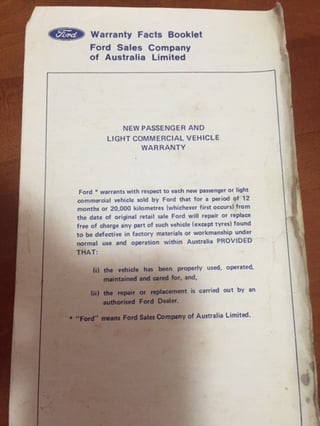 Ford Warranty Facts Booklet
Ford Sales Company
of Australia Limited
NEW PASSENGER AND
LIGHT COMMERCIAL VEHICLE
WARRANTY
Ford * warrants with respect to each new passenger or light
commercial vehicle sold by Ford that for a period of 12
months or 20,000 kilometres (whichever first occurs) from
the date of original retail sale Ford will repair or replace
free of charge any part of such vehicle (except tyres) found
to be defective in factory materials or workmanship under
normal use and operation within Australia PROVIDED
THAT:
(i) the vehicle has been properly used, operated,
maintained and cared for, and,
(ii) the repair or replacement is carried out by an
authorised Ford Dealer.
* "Ford" means Ford Sales Company of Australia Limited.